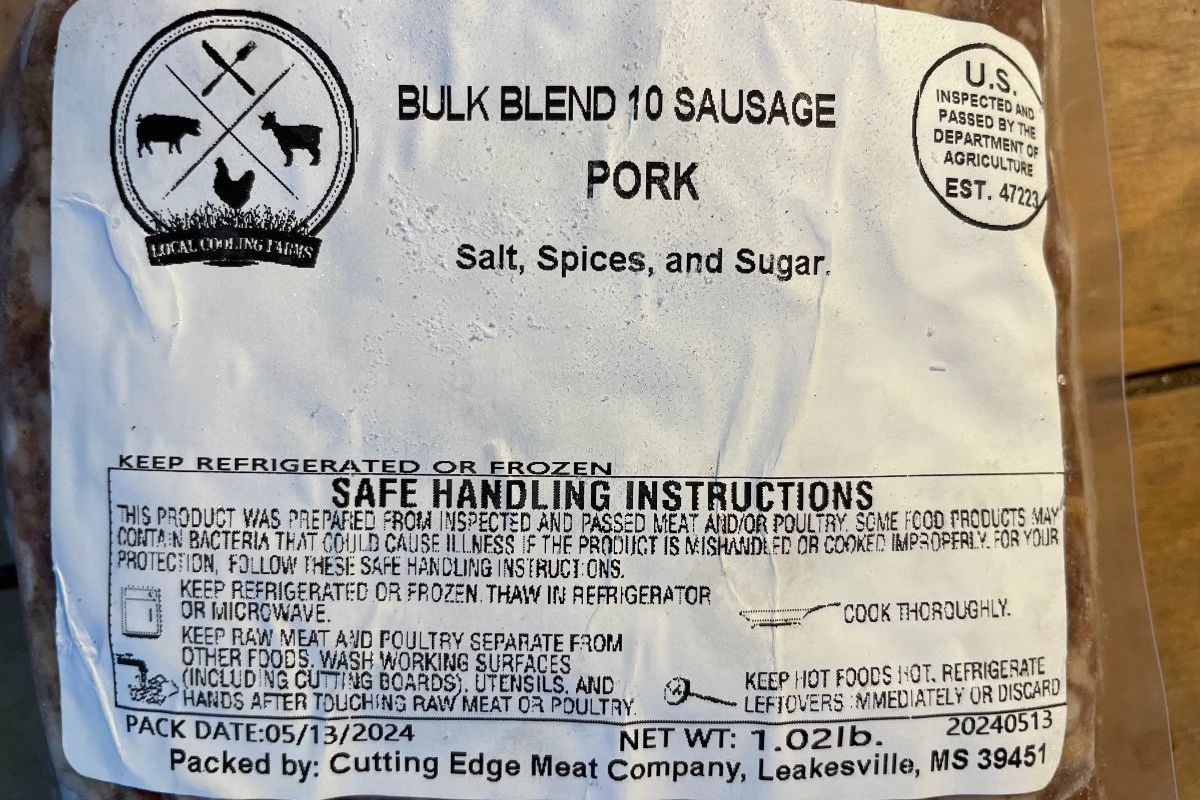 LOCAL COOLING FARMS
BULK BLEND 10 SAUSAGE
PORK
Salt, Spices, and Sugar.
U.S.
INSPECTED AND
PASSED BY THE
DEPARTMENT OF
AGRICULTURE
EST. 47223
KEEP REFRIGERATED OR FROZEN
SAFE HANDLING INSTRUCTIONS
THIS PRODUCT WAS PREPARED FROM INSPECTED AND PASSED MEAT AND/OR POULTRY. SOME FOOD PRODUCTS MAY
CONTAIN BACTERIA THAT COULD CAUSE ILLNESS IF THE PRODUCT IS MISHANDLED OR COOKED IMPROPERLY. FOR YOUR
PROTECTION, FOLLOW THESE SAFE HANDLING INSTRUCTIONS.
KEEP REFRIGERATED OR FROZEN. THAW IN REFRIGERATOR
OR MICROWAVE.
KEEP RAW MEAT AND POULTRY SEPARATE FROM
OTHER FOODS. WASH WORKING SURFACES
(INCLUDING CUTTING BOARDS), UTENSILS, AND
HANDS AFTER TOUCHING RAW MEAT OR POULTRY.
COOK THOROUGHLY.
KEEP HOT FOODS HOT. REFRIGERATE
LEFTOVERS IMMEDIATELY OR DISCARD
PACK DATE:05/13/2024
NET WT: 1.02lb.
20240513
Packed by: Cutting Edge Meat Company, Leakesville, MS 39451